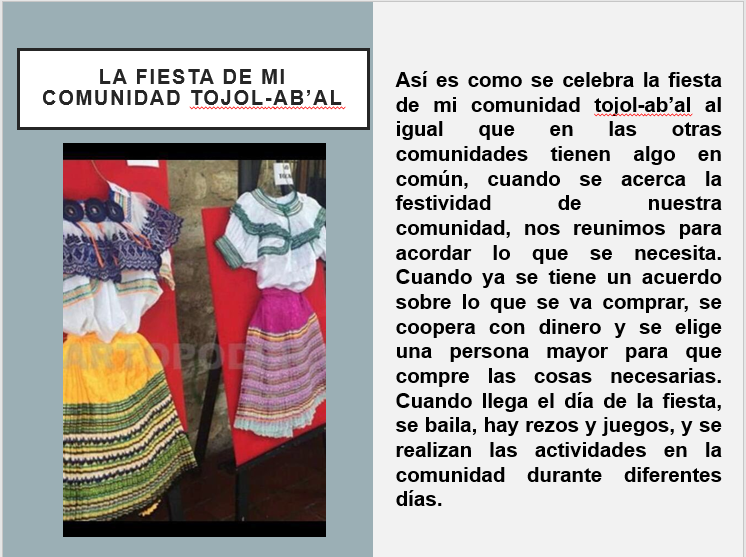 LA FIESTA DE MI
COMUNIDAD TOJOL-AB’AL
Así es como se celebra la fiesta
de mi comunidad tojol-ab’al al
igual que en las otras
comunidades tienen algo en
común, cuando se acerca la
festividad de nuestra
comunidad, nos reunimos para
acordar lo que se necesita.
Cuando ya se tiene un acuerdo
sobre lo que se va comprar, se
coopera con dinero y se elige
una persona mayor para que
compre las cosas necesarias.
Cuando llega el día de la fiesta,
se baila, hay rezos y juegos, y se
realizan las actividades en la
comunidad durante diferentes
días.